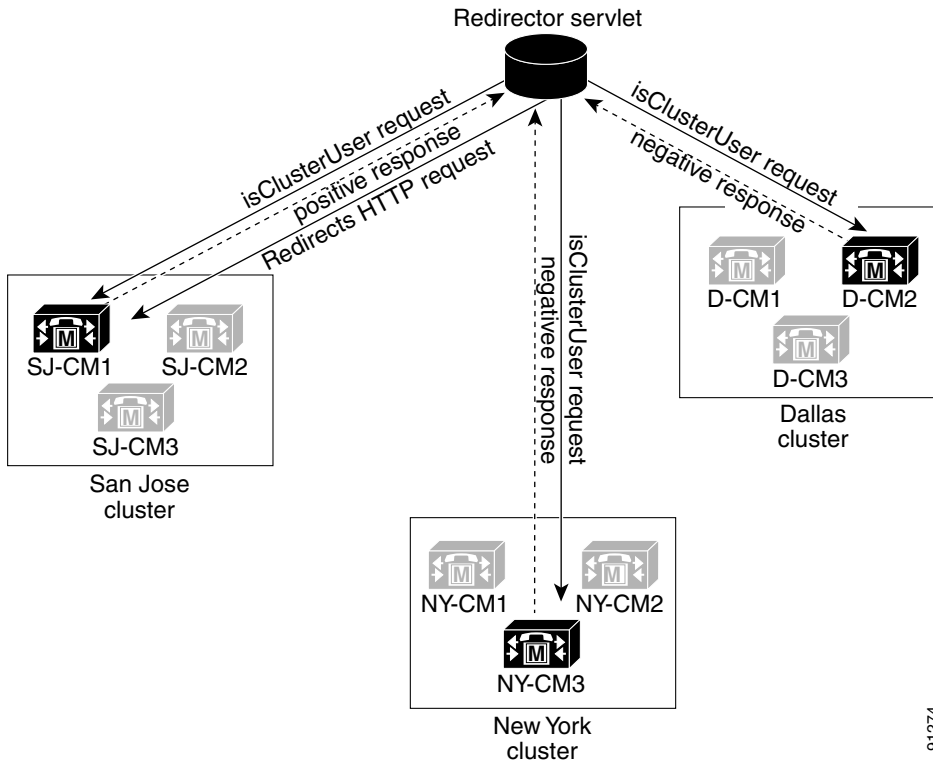 Redirector servlet
isClusterUser request
positive response
Redirects HTTP request
isClusterUser request
negativee response
isClusterUser request
negative response
M
SJ-CM1
M
SJ-CM2
M
SJ-CM3
San Jose
cluster
M
D-CM1
M
D-CM2
M
D-CM3
Dallas
cluster
M
NY-CM1
M
NY-CM2
M
NY-CM3
New York
cluster
91274